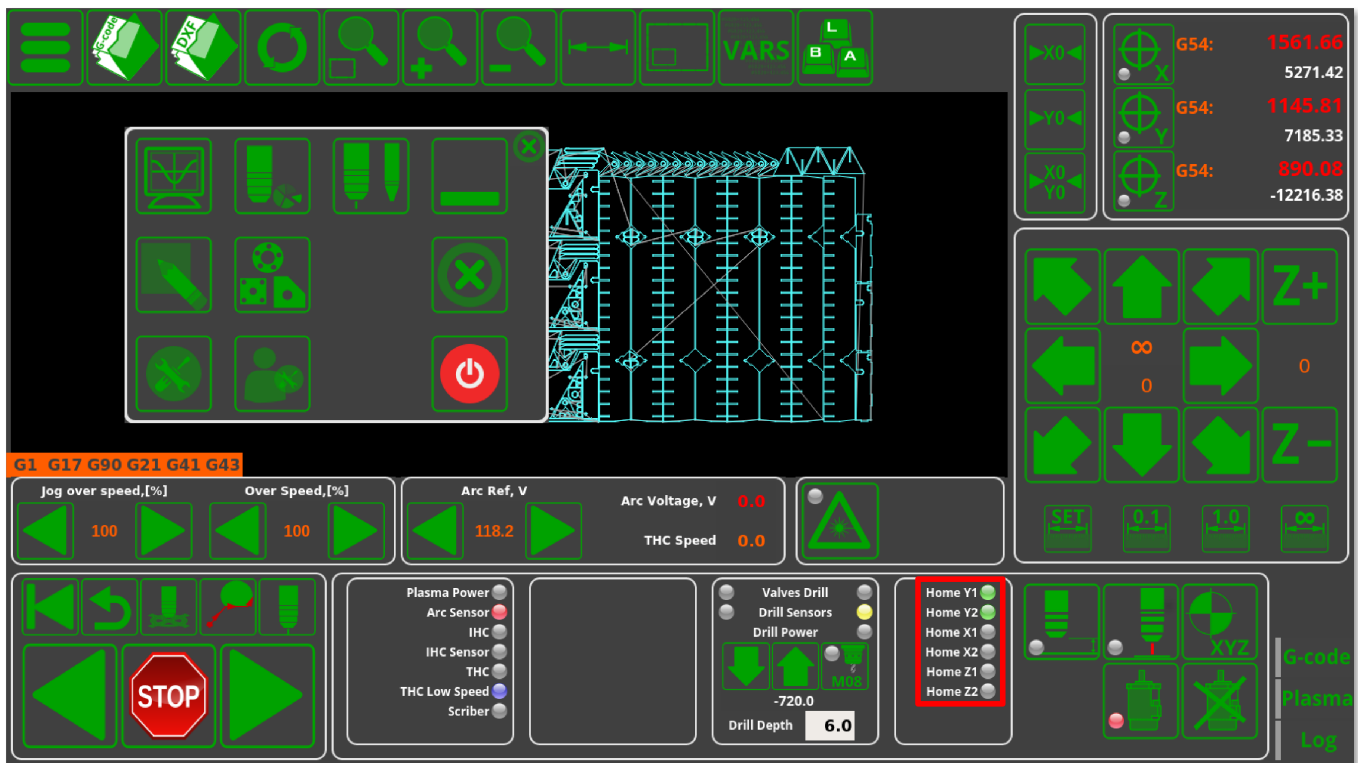 G-code
DXF
VARS
L
B A
▶X0◀
▶Y0◀
▶X0 Y0◀
X
G54: 1561.66
5271.42
Y
G54: 1145.81
7185.33
Z
G54: 890.08
-12216.38
Z+
∞
0
0
Z-
SET
0.1
1.0
∞
G1 G17 G90 G21 G41 G43
Jog over speed,[%]
100
Over Speed,[%]
100
Arc Ref, V
118.2
Arc Voltage, V 0.0
THC Speed 0.0
STOP
Plasma Power
Arc Sensor
IHC
IHC Sensor
THC
THC Low Speed
Scriber
Valves Drill
Drill Sensors
Drill Power
M08
-720.0
Drill Depth 6.0
Home Y1
Home Y2
Home X1
Home X2
Home Z1
Home Z2
XYZ
G-code
Plasma
Log